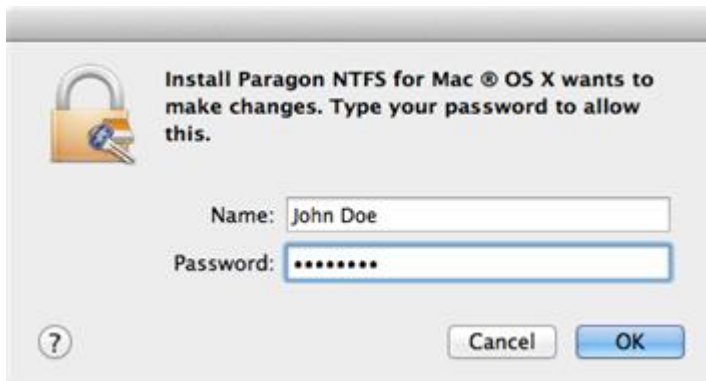 Install Paragon NTFS for Mac ® OS X wants to
make changes. Type your password to allow
this.
Name: John Doe
Password: ••••••••
? Cancel OK